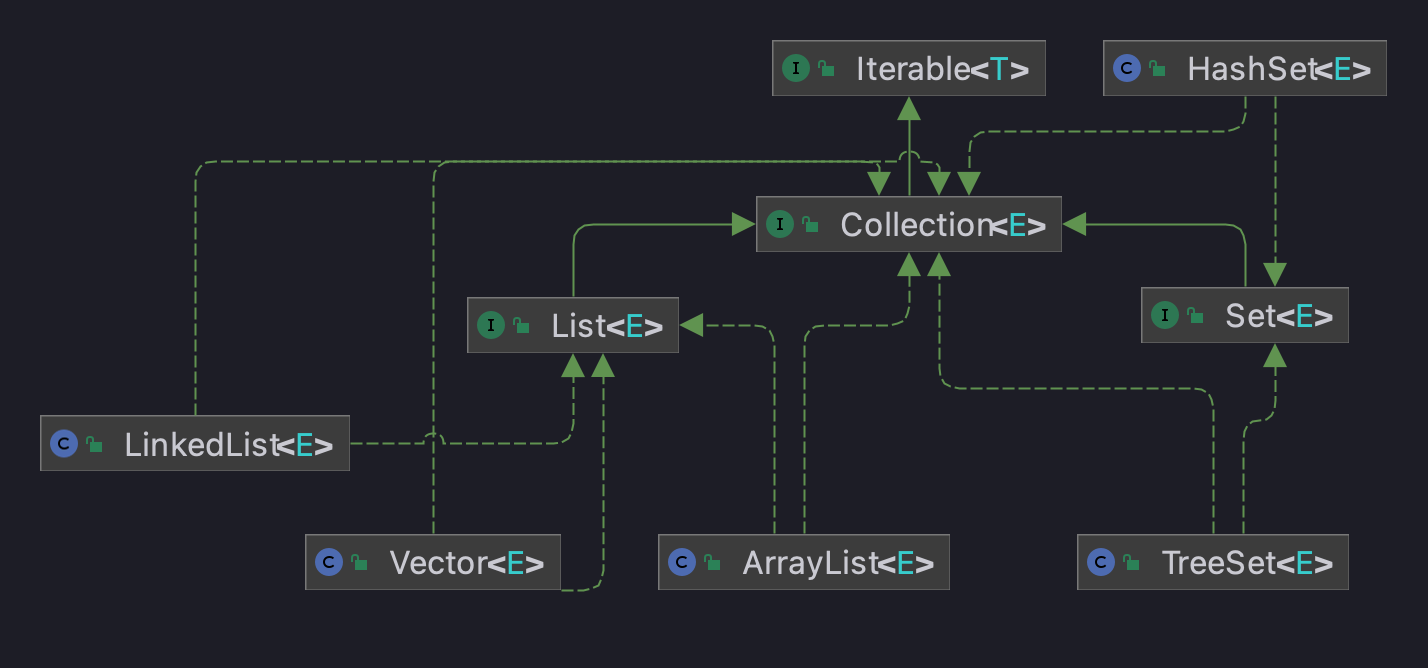 I Iterable<T>
C HashSet<E>
I Collection<E>
I List<E>
I Set<E>
C LinkedList<E>
C Vector<E>
C ArrayList<E>
C TreeSet<E>